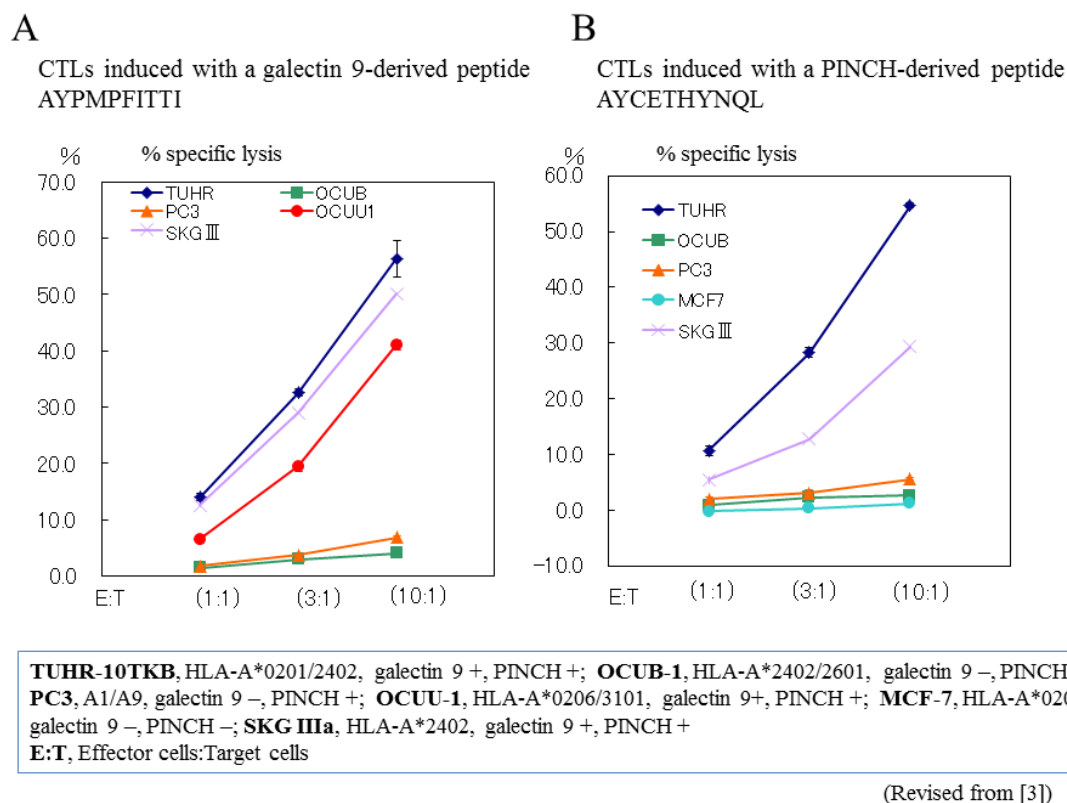 A
CTLs induced with a galectin 9-derived peptide
AYPMPFITTI
% % specific lysis
70.0
60.0
50.0
40.0
30.0
20.0
10.0
0.0
TUHR OCUB
PC3 OCUU1
SKGⅢ
E:T (1:1) (3:1) (10:1)
B
CTLs induced with a PINCH-derived peptide
AYCETHYNQL
% % specific lysis
60.0
50.0
40.0
30.0
20.0
10.0
0.0
-10.0
TUHR
OCUB
PC3
MCF7
SKGⅢ
E:T (1:1) (3:1) (10:1)
TUHR-10TKB, HLA-A*0201/2402, galectin 9 +, PINCH +; OCUB-1, HLA-A*2402/2601, galectin 9 –, PINCH
PC3, A1/A9, galectin 9 –, PINCH +; OCUU-1, HLA-A*0206/3101, galectin 9+, PINCH +; MCF-7, HLA-A*020
galectin 9 –, PINCH –; SKG IIIa, HLA-A*2402, galectin 9 +, PINCH +
E:T, Effector cells:Target cells
(Revised from [3])